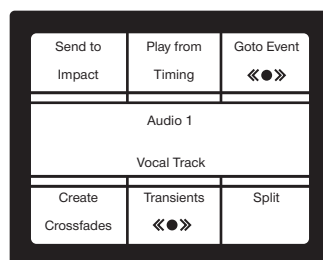 Send to Play from Goto Event
Impact Timing «●»
Audio 1
Vocal Track
Create Transients Split
Crossfades «●»